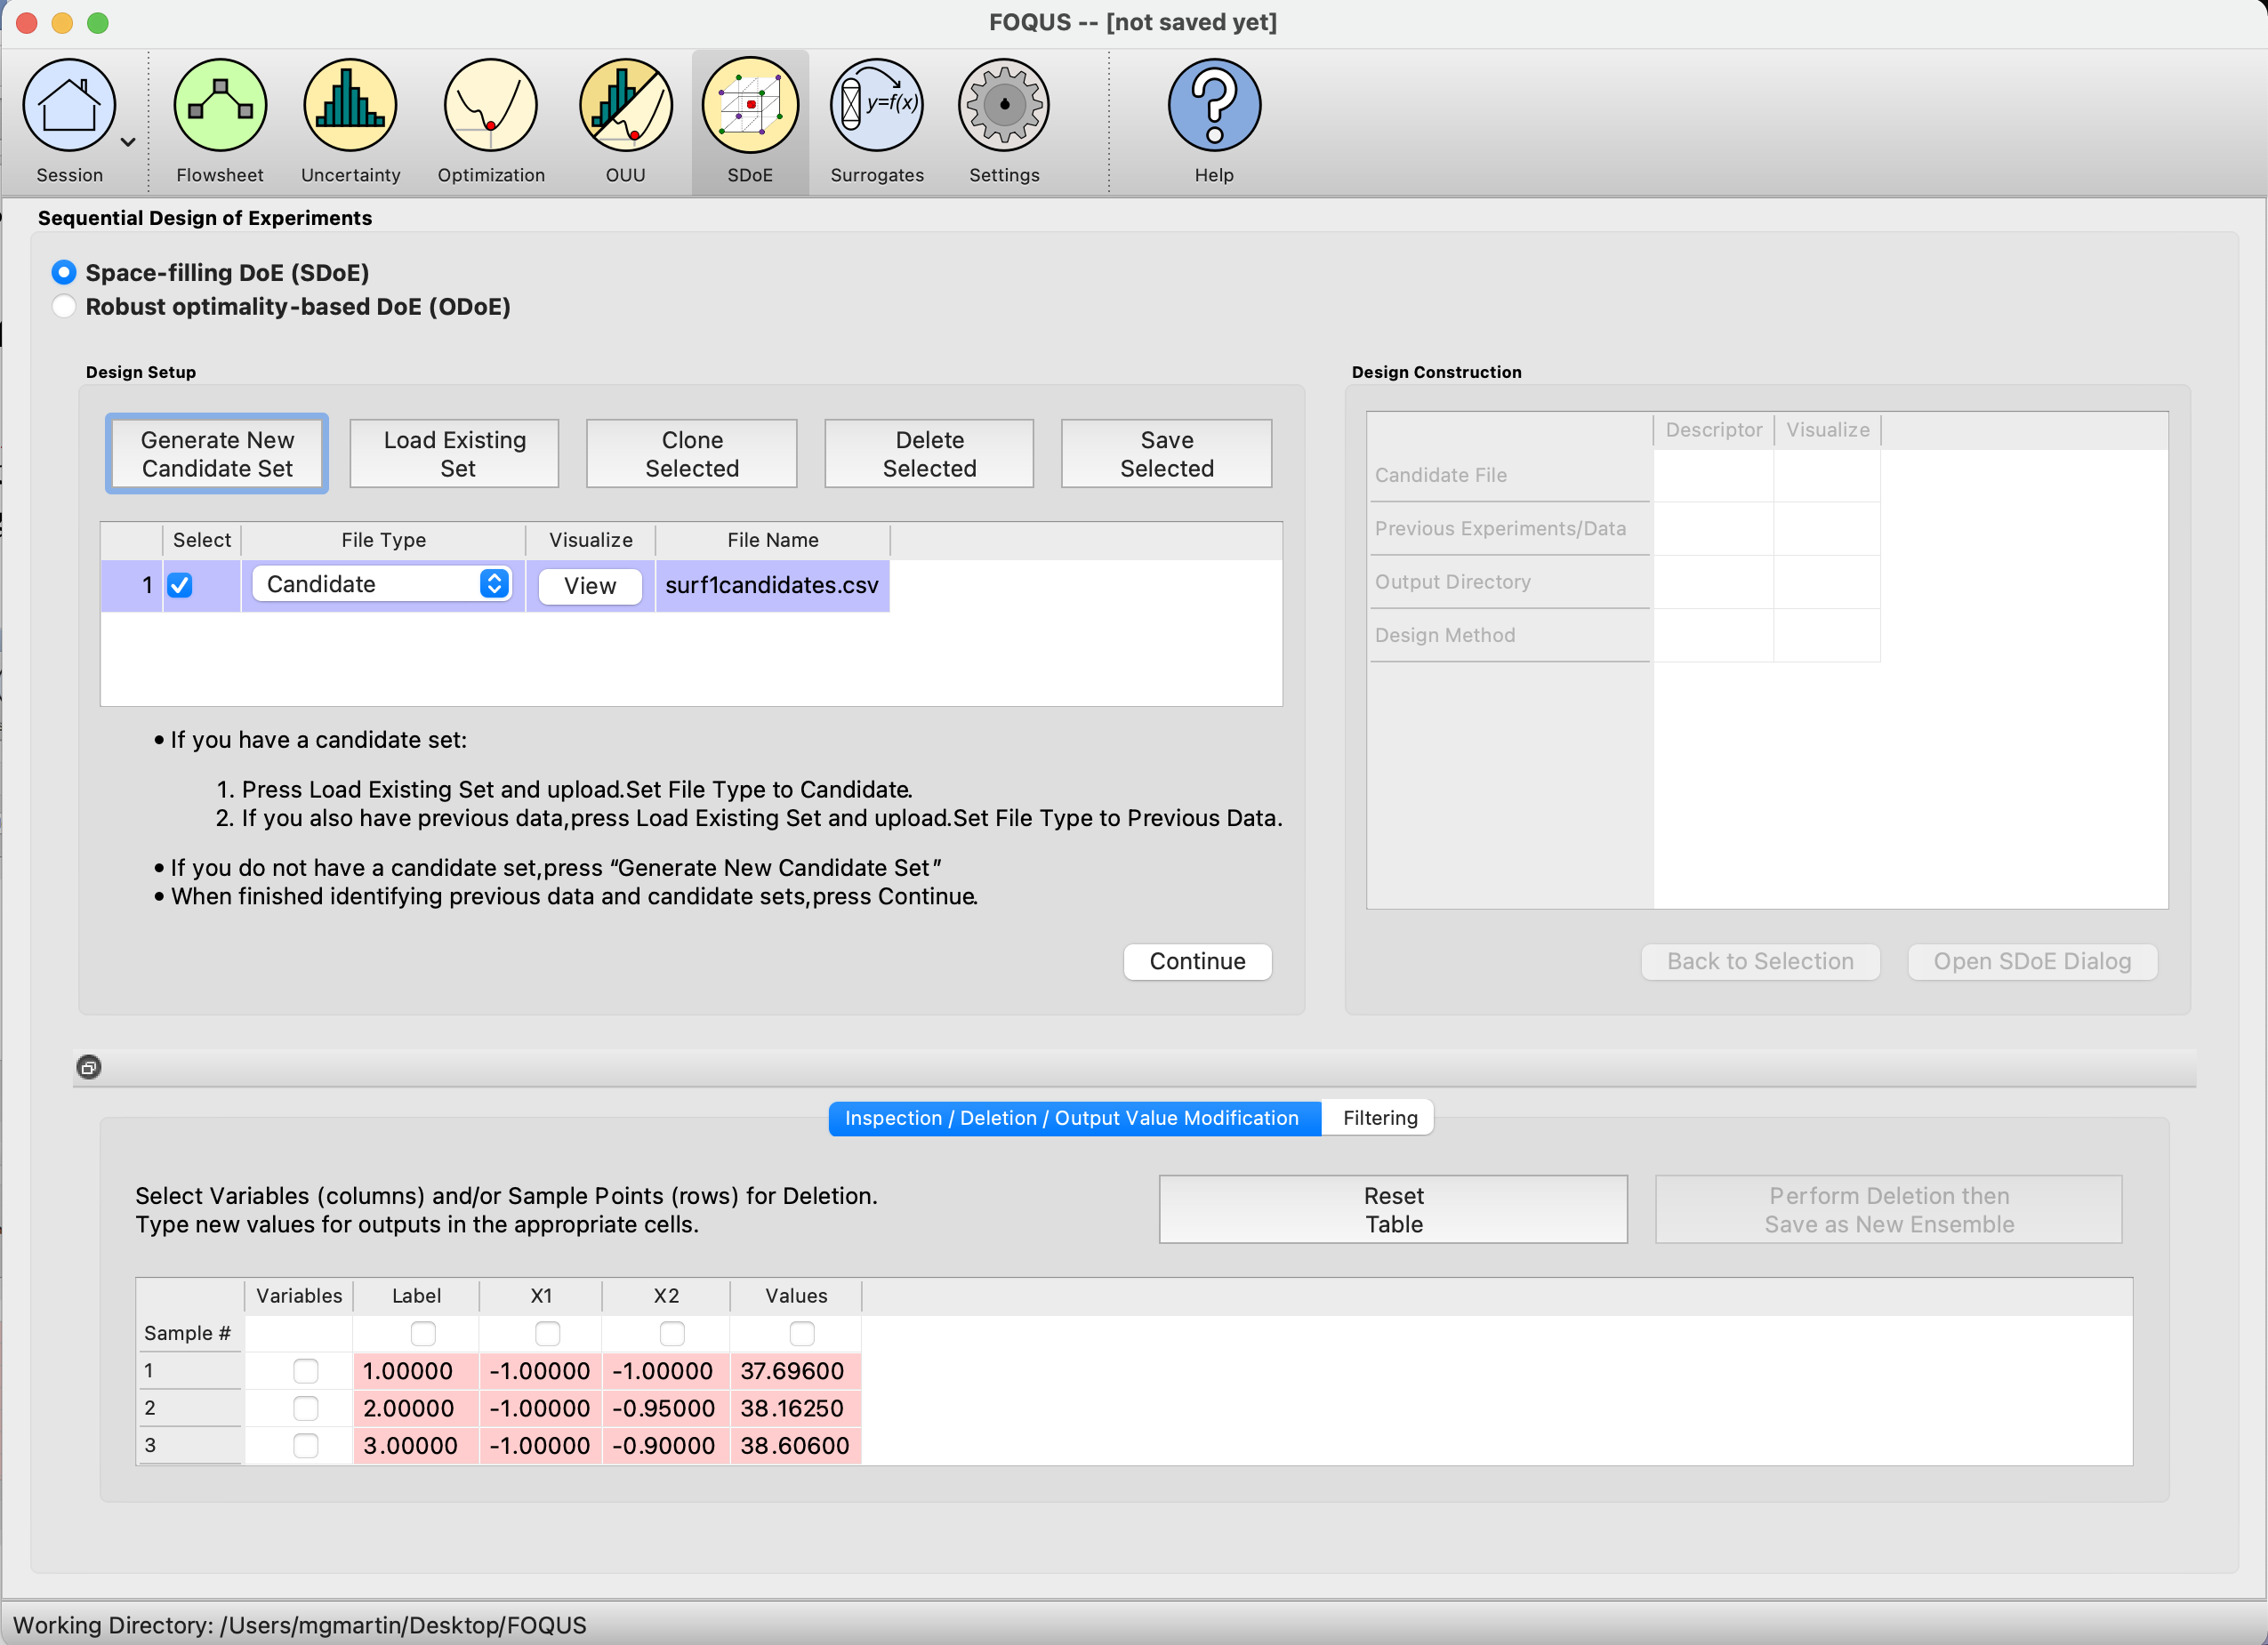 FOQUS -- [not saved yet]
y=f(x)
Session
Flowsheet
Uncertainty
Optimization
OUU
SDoE
Surrogates
Settings
Help
Sequential Design of Experiments
Space-filling DoE (SDoE)
Robust optimality-based DoE (ODoE)
Design Setup
Generate New
Candidate Set
Load Existing
Set
Clone
Selected
Delete
Selected
Save
Selected
Select File Type Visualize File Name
1 Candidate View surf1candidates.csv
• If you have a candidate set:
1. Press Load Existing Set and upload.Set File Type to Candidate.
2. If you also have previous data,press Load Existing Set and upload.Set File Type to Previous Data.
• If you do not have a candidate set,press “Generate New Candidate Set”
• When finished identifying previous data and candidate sets,press Continue.
Continue
Design Construction
Descriptor Visualize
Candidate File
Previous Experiments/Data
Output Directory
Design Method
Back to Selection
Open SDoE Dialog
Inspection / Deletion / Output Value Modification
Filtering
Select Variables (columns) and/or Sample Points (rows) for Deletion.
Type new values for outputs in the appropriate cells.
Reset
Table
Perform Deletion then
Save as New Ensemble
Variables Label X1 X2 Values
Sample #
1 1.00000 -1.00000 -1.00000 37.69600
2 2.00000 -1.00000 -0.95000 38.16250
3 3.00000 -1.00000 -0.90000 38.60600
Working Directory: /Users/mgmartin/Desktop/FOQUS